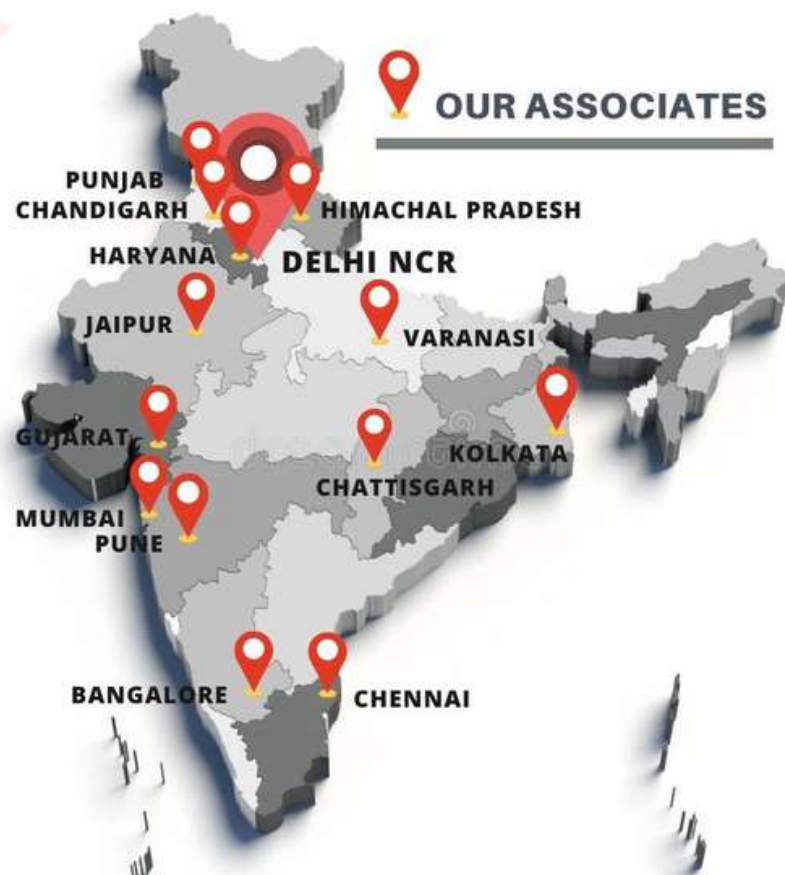 OUR ASSOCIATES
PUNJAB
CHANDIGARH
HIMACHAL PRADESH
HARYANA
DELHI NCR
JAIPUR
VARANASI
GUJARAT
KOLKATA
CHATTISGARH
MUMBAI
PUNE
BANGALORE
CHENNAI